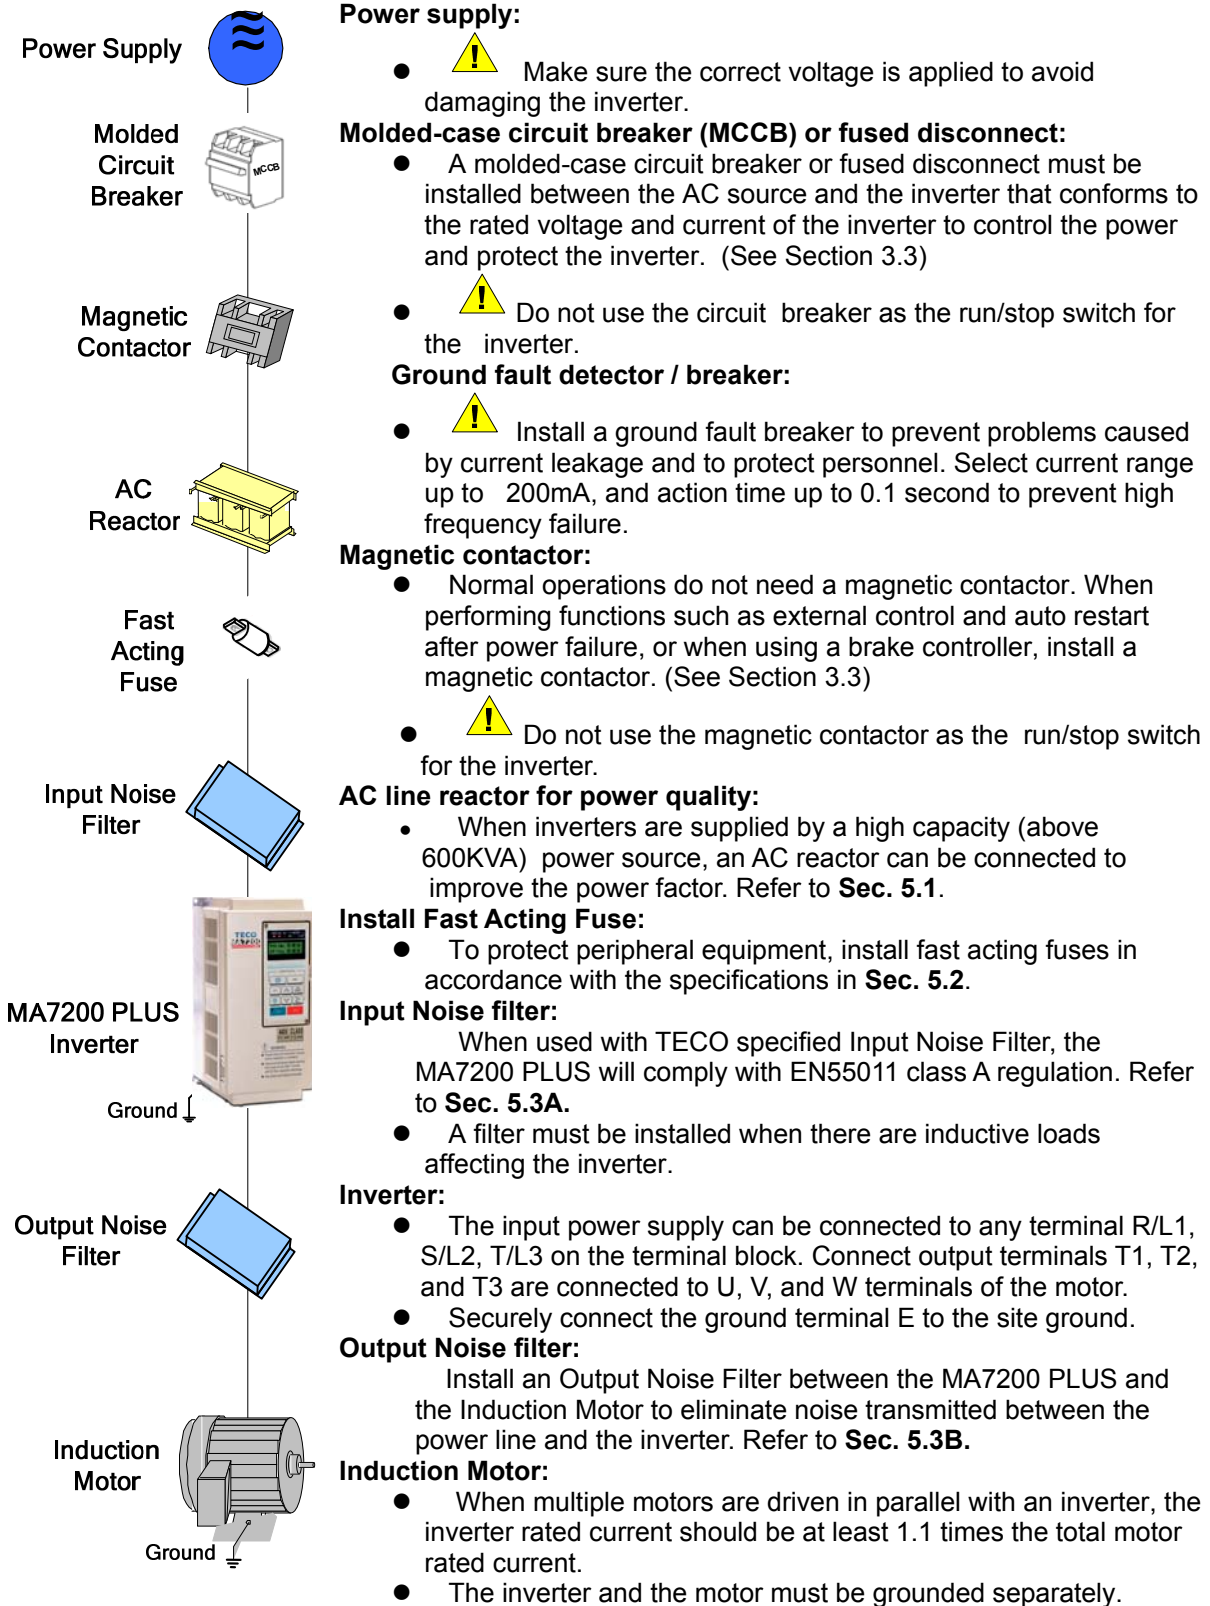 Power Supply
Molded
Circuit
Breaker
MCCB
Magnetic
Contactor
AC
Reactor
Fast
Acting
Fuse
Input Noise
Filter
TECO
MA7200 PLUS
Inverter
Ground
Output Noise
Filter
Induction
Motor
Ground
Power supply:
● ! Make sure the correct voltage is applied to avoid
damaging the inverter.
Molded-case circuit breaker (MCCB) or fused disconnect:
● A molded-case circuit breaker or fused disconnect must be
installed between the AC source and the inverter that conforms to
the rated voltage and current of the inverter to control the power
and protect the inverter. (See Section 3.3)
● ! Do not use the circuit breaker as the run/stop switch for
the inverter.
Ground fault detector / breaker:
● ! Install a ground fault breaker to prevent problems caused
by current leakage and to protect personnel. Select current range
up to 200mA, and action time up to 0.1 second to prevent high
frequency failure.
Magnetic contactor:
● Normal operations do not need a magnetic contactor. When
performing functions such as external control and auto restart
after power failure, or when using a brake controller, install a
magnetic contactor. (See Section 3.3)
● ! Do not use the magnetic contactor as the run/stop switch
for the inverter.
AC line reactor for power quality:
● When inverters are supplied by a high capacity (above
600KVA) power source, an AC reactor can be connected to
improve the power factor. Refer to Sec. 5.1.
Install Fast Acting Fuse:
● To protect peripheral equipment, install fast acting fuses in
accordance with the specifications in Sec. 5.2.
Input Noise filter:
When used with TECO specified Input Noise Filter, the
MA7200 PLUS will comply with EN55011 class A regulation. Refer
to Sec. 5.3A.
● A filter must be installed when there are inductive loads
affecting the inverter.
Inverter:
● The input power supply can be connected to any terminal R/L1,
S/L2, T/L3 on the terminal block. Connect output terminals T1, T2,
and T3 are connected to U, V, and W terminals of the motor.
● Securely connect the ground terminal E to the site ground.
Output Noise filter:
Install an Output Noise Filter between the MA7200 PLUS and
the Induction Motor to eliminate noise transmitted between the
power line and the inverter. Refer to Sec. 5.3B.
Induction Motor:
● When multiple motors are driven in parallel with an inverter, the
inverter rated current should be at least 1.1 times the total motor
rated current.
● The inverter and the motor must be grounded separately.